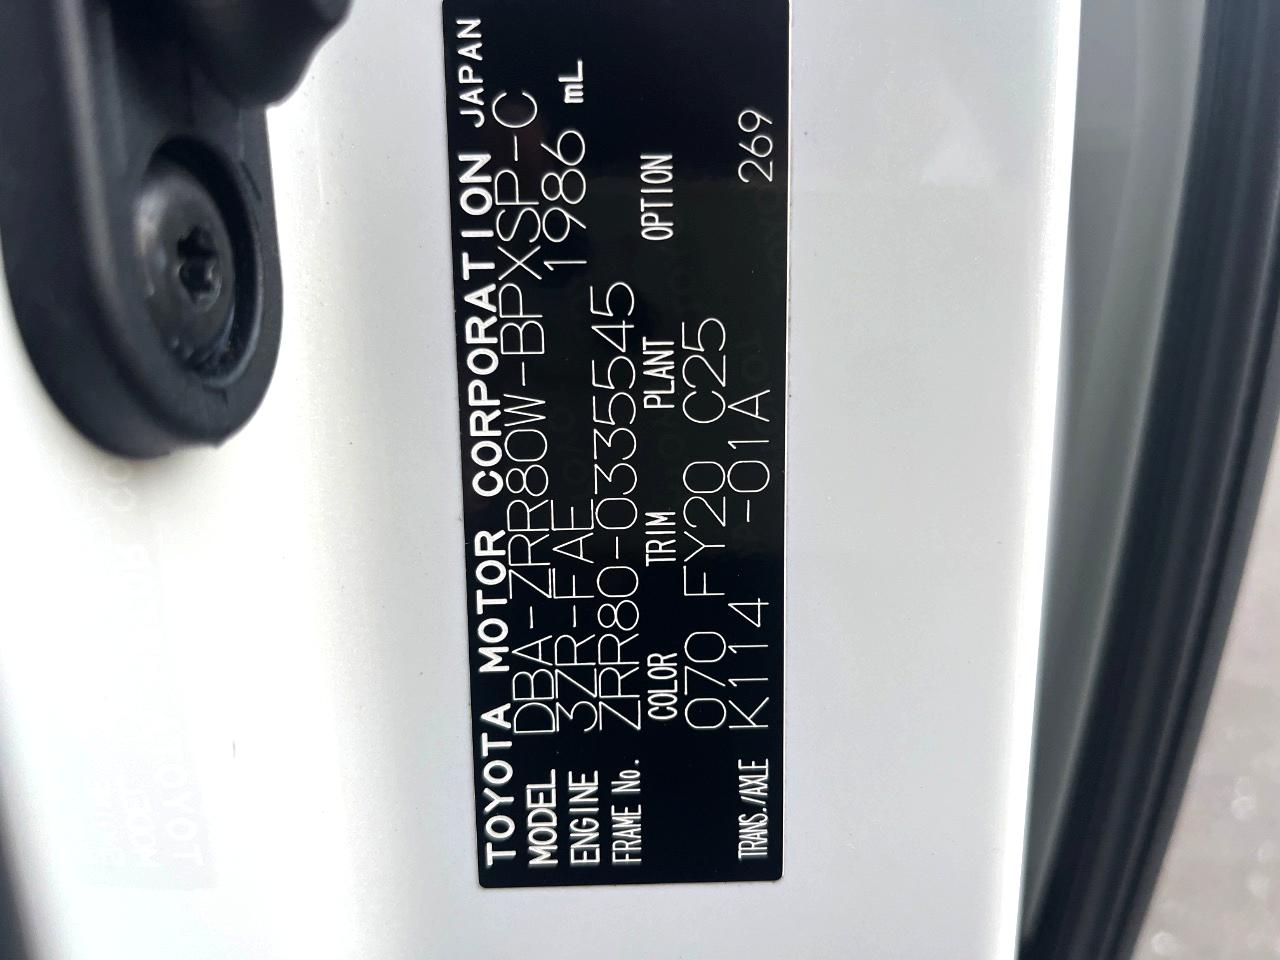 TOYOTA MOTOR CORPORATION JAPAN
MODEL DBA-ZRR80W-BPXSP-C
ENGINE 3ZR-FAE 1986 mL
FRAME No. ZRR80-0335545
COLOR TRIM PLANT OPTION
070 FY20 C25
TRANS./AXLE K114 -01A 269